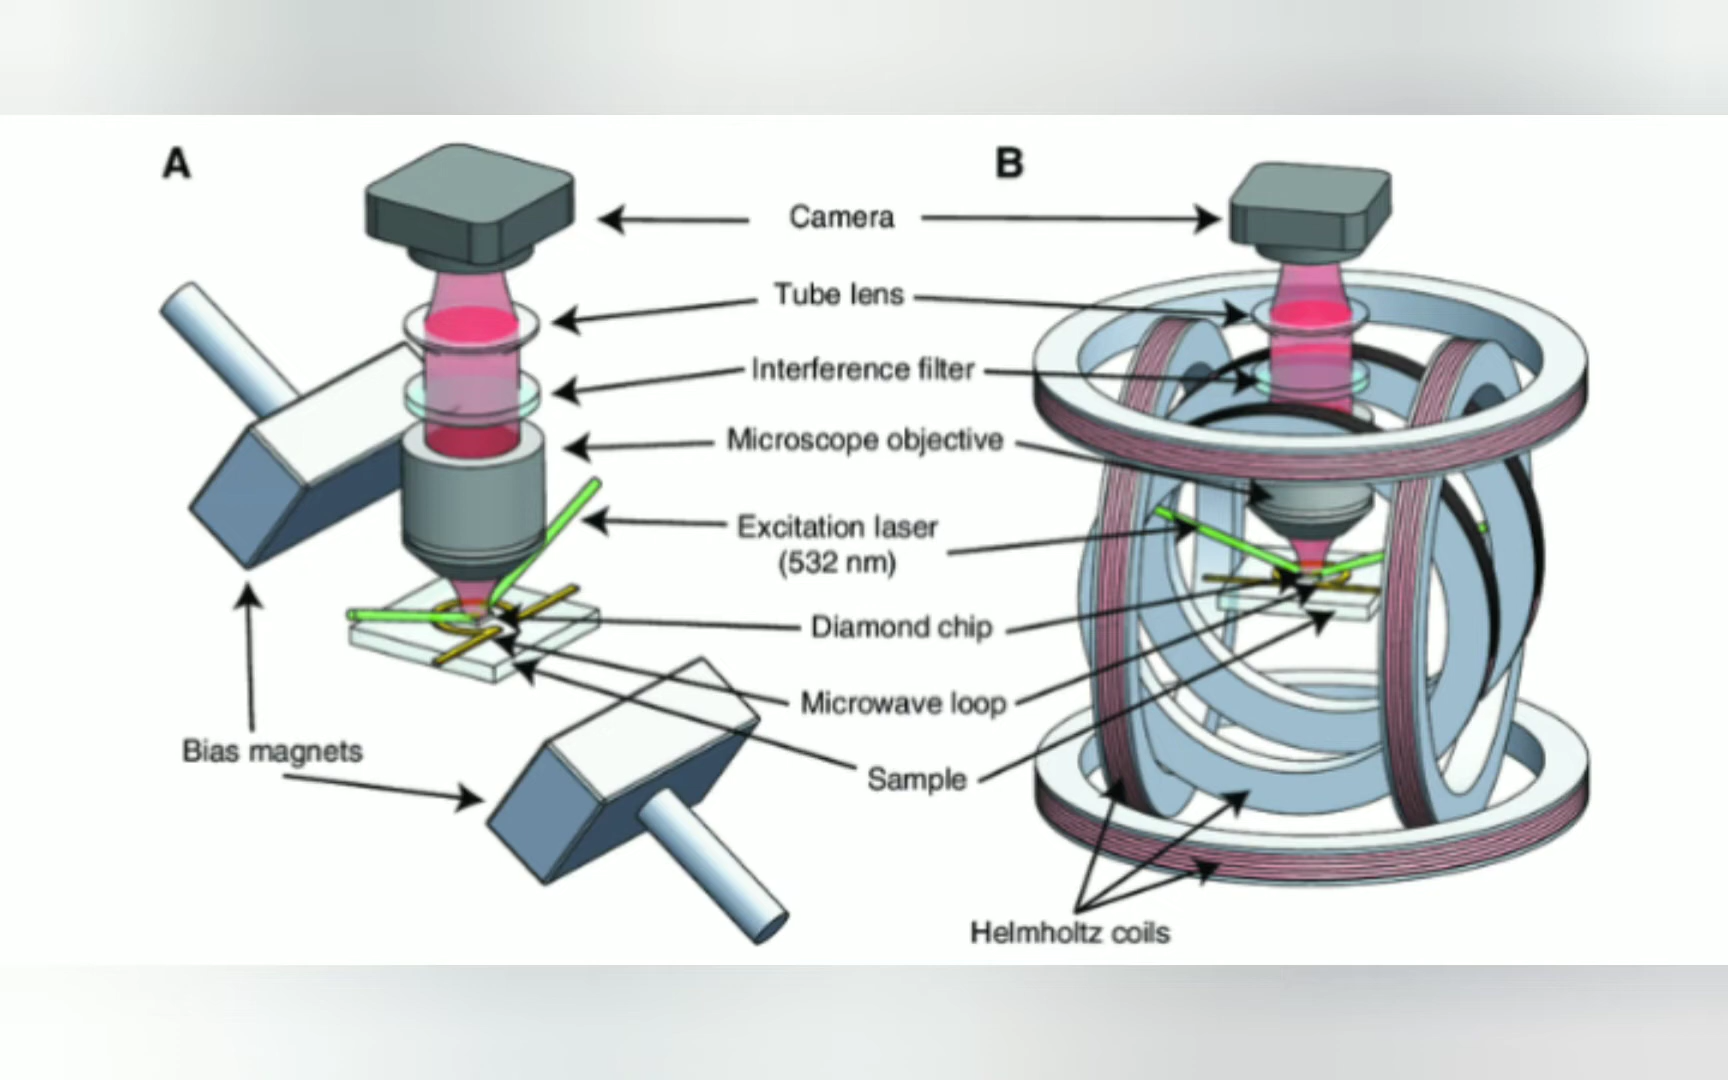 A
B
Camera
Tube lens
Interference filter
Microscope objective
Excitation laser
(532 nm)
Diamond chip
Microwave loop
Bias magnets
Sample
Helmholtz coils